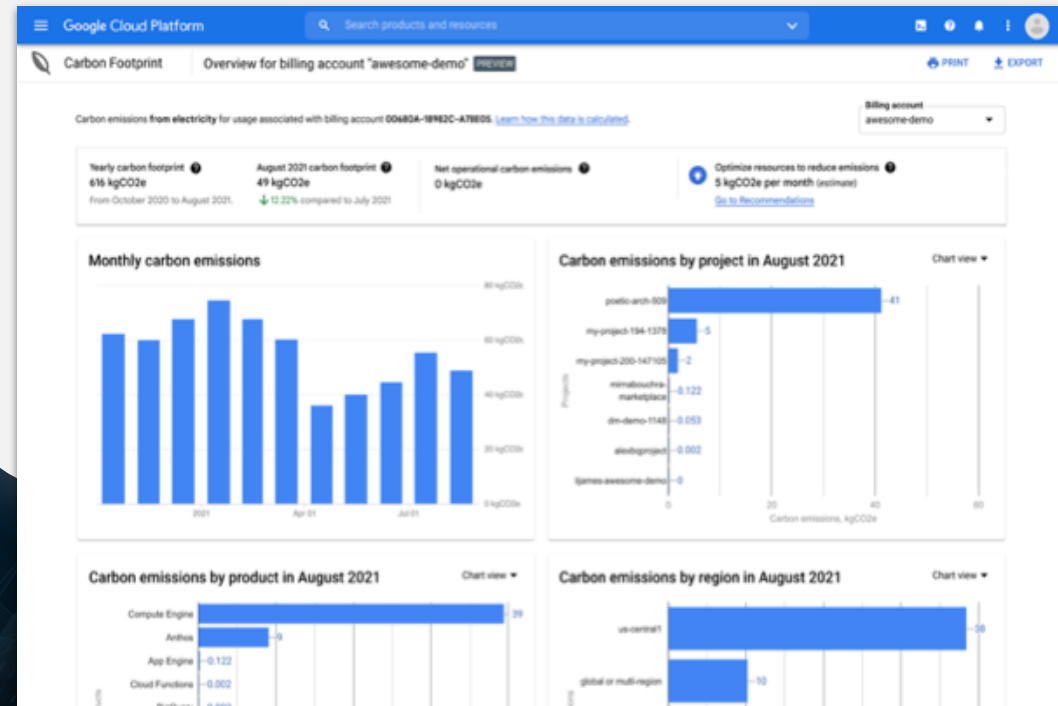 Google Cloud Platform
Search products and resources
Carbon Footprint
Overview for billing account "awesome-demo" PREVIEW
PRINT
EXPORT
Billing account
awesome-demo
Carbon emissions from electricity for usage associated with billing account 00680A-18982C-A78E05. Learn how this data is calculated.
Yearly carbon footprint
616 kgCO2e
From October 2020 to August 2021.
August 2021 carbon footprint
49 kgCO2e
12.22% compared to July 2021
Net operational carbon emissions
0 kgCO2e
Optimize resources to reduce emissions
5 kgCO2e per month (estimate)
Go to Recommendations
Monthly carbon emissions
80 kgCO2e
60 kgCO2e
40 kgCO2e
20 kgCO2e
0 kgCO2e
2021
Apr 01
Jul 01
Carbon emissions by project in August 2021
Chart view
poetic-arch-509
41
my-project-194-1378
5
my-project-200-147105
2
mirnabouchra-
marketplace
0.122
dm-demo-1148
0.053
0.002
ljames-awesome-demo
0
Projects
0
20
40
60
Carbon emissions, kgCO2e
Carbon emissions by product in August 2021
Chart view
Compute Engine
39
Anthos
9
App Engine
0.122
Cloud Functions
0.002
Carbon emissions by region in August 2021
Chart view
us-central1
38
global or multi-region
10